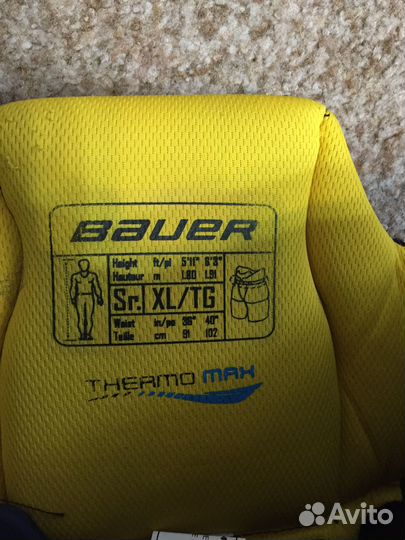 BAUER
Height ft/pi 5'11" 6'3"
Hauteur m 1.80 1.91
Sr. XL/TG
Waist in/po 36" 40"
Taille cm 91 102
THERMO MAX
Avito